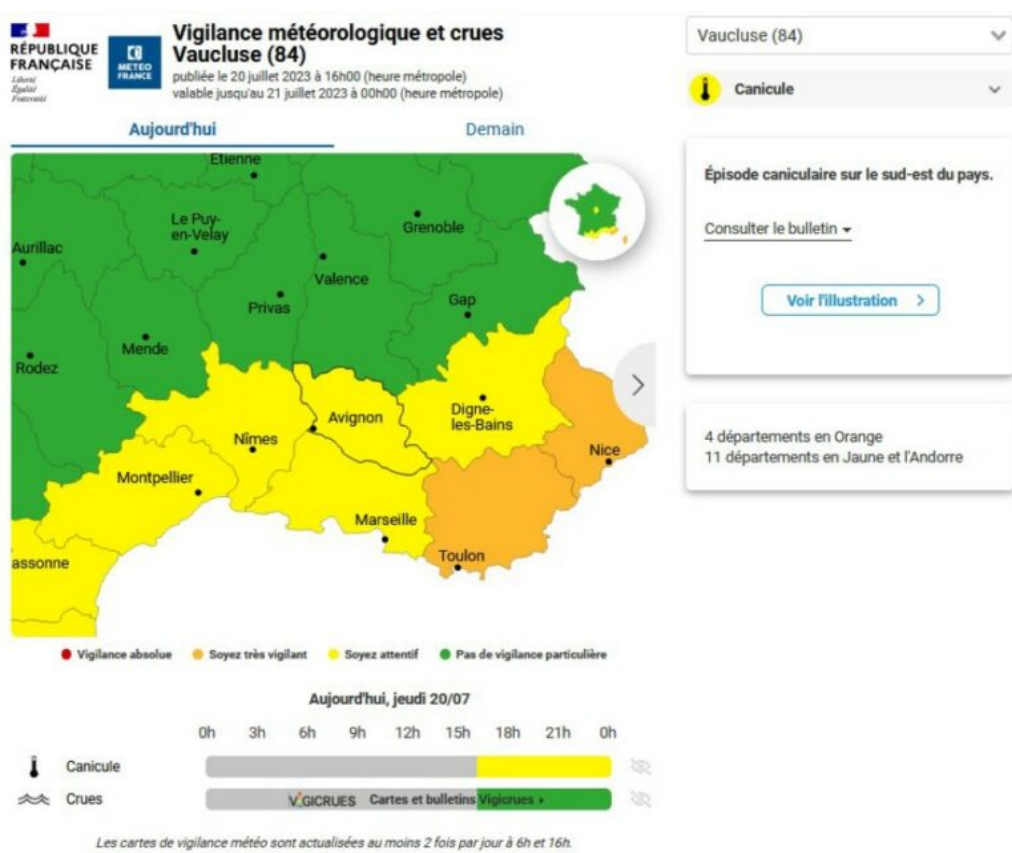 RÉPUBLIQUE
FRANÇAISE
Liberté
Égalité
Fraternité
METEO
FRANCE
Vigilance météorologique et crues
Vaucluse (84)
publiée le 20 juillet 2023 à 16h00 (heure métropole)
valable jusqu'au 21 juillet 2023 à 00h00 (heure métropole)
Vaucluse (84)
Canicule
Aujourd'hui
Demain
Etienne
Le Puy-
en-Velay
Grenoble
Aurillac
Valence
Privas
Gap
Mende
Rodez
Avignon
Digne-
les-Bains
Nîmes
Nice
Montpellier
Marseille
Toulon
assonne
Épisode caniculaire sur le sud-est du pays.
Consulter le bulletin
Voir l'illustration
4 départements en Orange
11 départements en Jaune et l'Andorre
Vigilance absolue Soyez très vigilant Soyez attentif Pas de vigilance particulière
Aujourd'hui, jeudi 20/07
0h 3h 6h 9h 12h 15h 18h 21h 0h
Canicule
Crues VIGICRUES Cartes et bulletins Vigicrues
Les cartes de vigilance météo sont actualisées au moins 2 fois par jour à 6h et 16h.